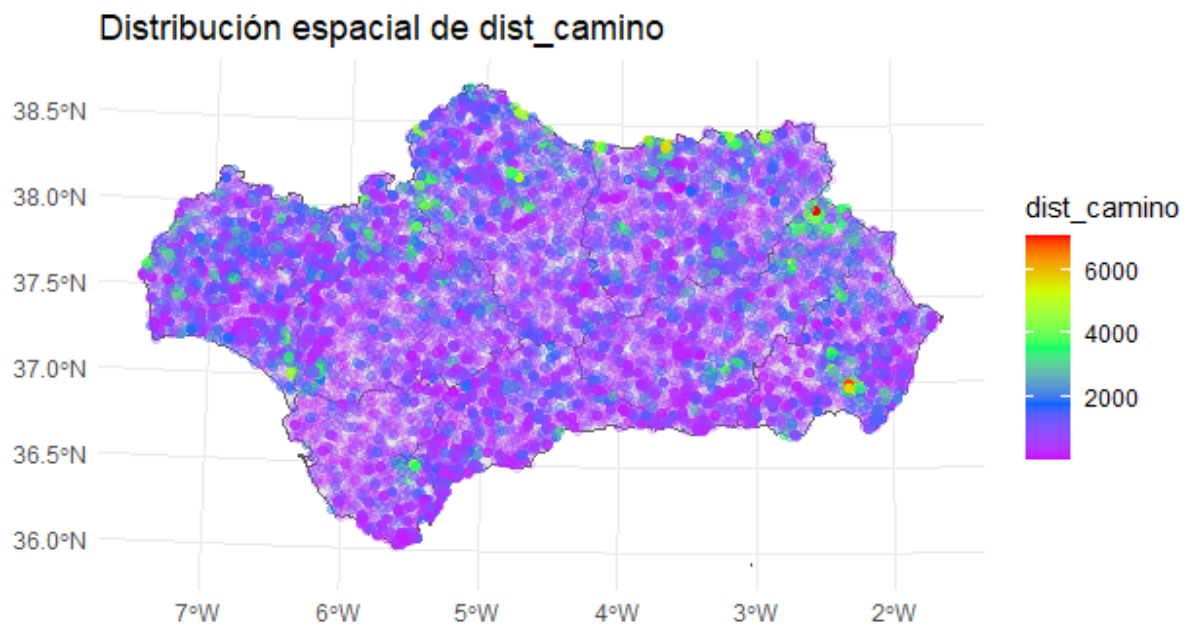 Distribución espacial de dist_camino
38.5°N
38.0°N
37.5°N
37.0°N
36.5°N
36.0°N
7°W
6°W
5°W
4°W
3°W
2°W
dist_camino
6000
4000
2000